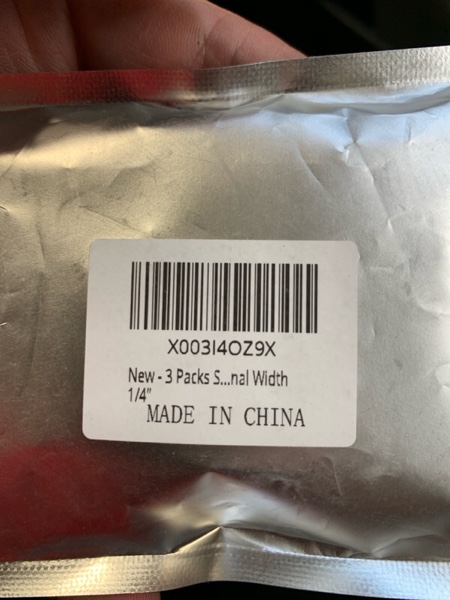 X003I4OZ9X
New - 3 Packs S...nal Width
1/4"
MADE IN CHINA